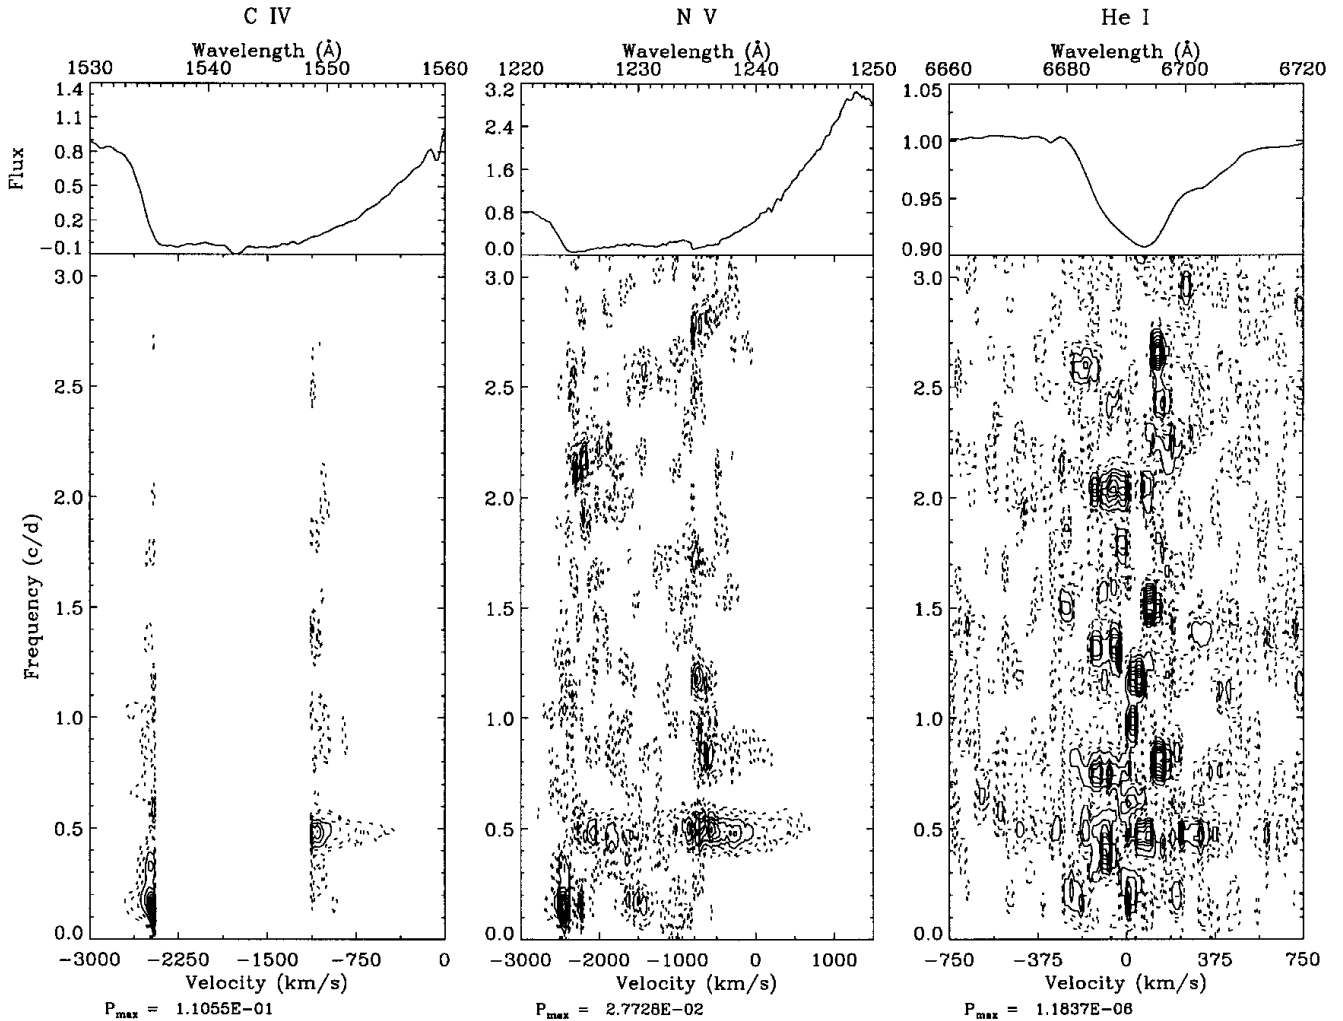 C IV
N V
He I
Wavelength (Å)
Wavelength (Å)
Wavelength (Å)
1530 1540 1550 1560
1220 1230 1240 1250
6660 6680 6700 6720
Flux
1.4
1.1
0.8
0.5
0.2
−0.1
3.2
2.4
1.6
0.8
0.0
1.05
1.00
0.95
0.90
Frequency (c/d)
3.0
2.5
2.0
1.5
1.0
0.5
0.0
3.0
2.5
2.0
1.5
1.0
0.5
0.0
3.0
2.5
2.0
1.5
1.0
0.5
0.0
−3000 −2250 −1500 −750 0
−3000 −2000 −1000 0 1000
−750 −375 0 375 750
Velocity (km/s)
Velocity (km/s)
Velocity (km/s)
Pmax = 1.1055E−01
Pmax = 2.7728E−02
Pmax = 1.1837E−06